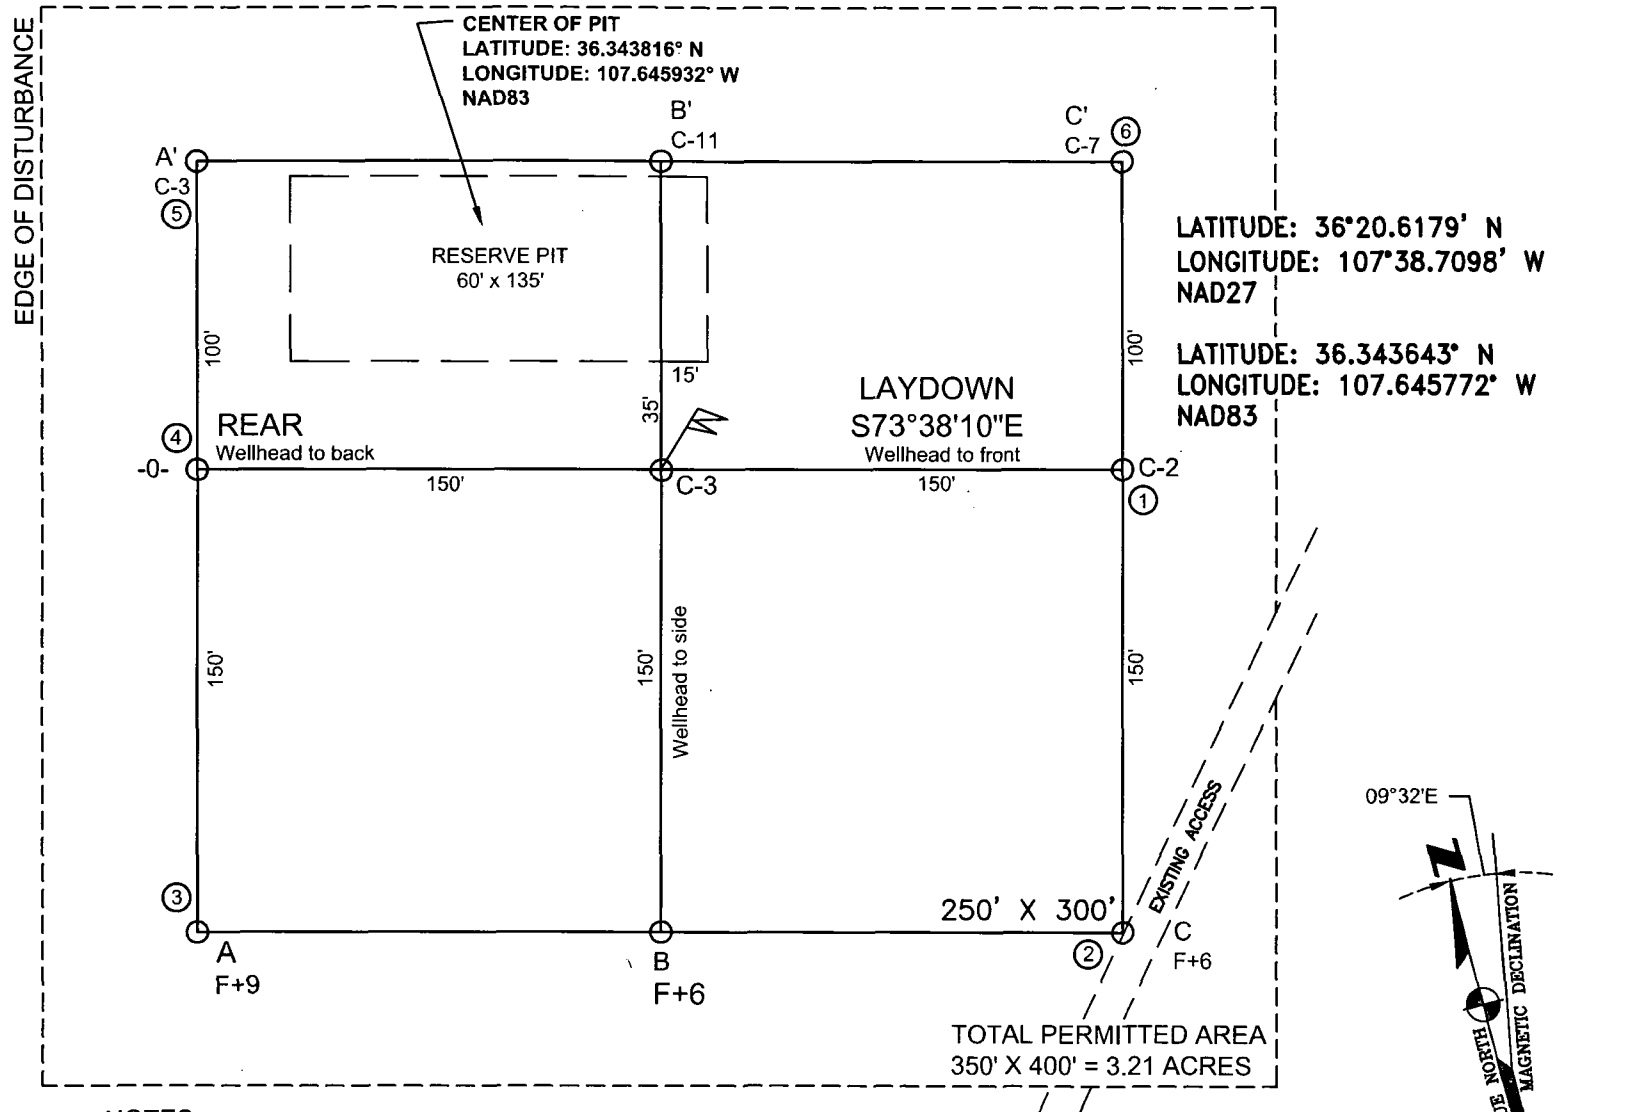 EDGE OF DISTURBANCE
CENTER OF PIT
LATITUDE: 36.343816° N
LONGITUDE: 107.645932° W
NAD83
B'
C-11
C'
C-7
6
A'
C-3
5
RESERVE PIT
60' x 135'
LATITUDE: 36°20.6179' N
LONGITUDE: 107°38.7098' W
NAD27
LATITUDE: 36.343643° N
LONGITUDE: 107.645772° W
NAD83
100'
100'
15'
35'
LAYDOWN
S73°38'10"E
Wellhead to front
REAR
Wellhead to back
4
-0-
150'
C-3
150'
C-2
1
150'
150'
Wellhead to side
150'
EXISTING ACCESS
09°32'E
N
MAGNETIC DECLINATION
3
250' X 300'
A
F+9
B
F+6
2
C
F+6
TOTAL PERMITTED AREA
350' X 400' = 3.21 ACRES